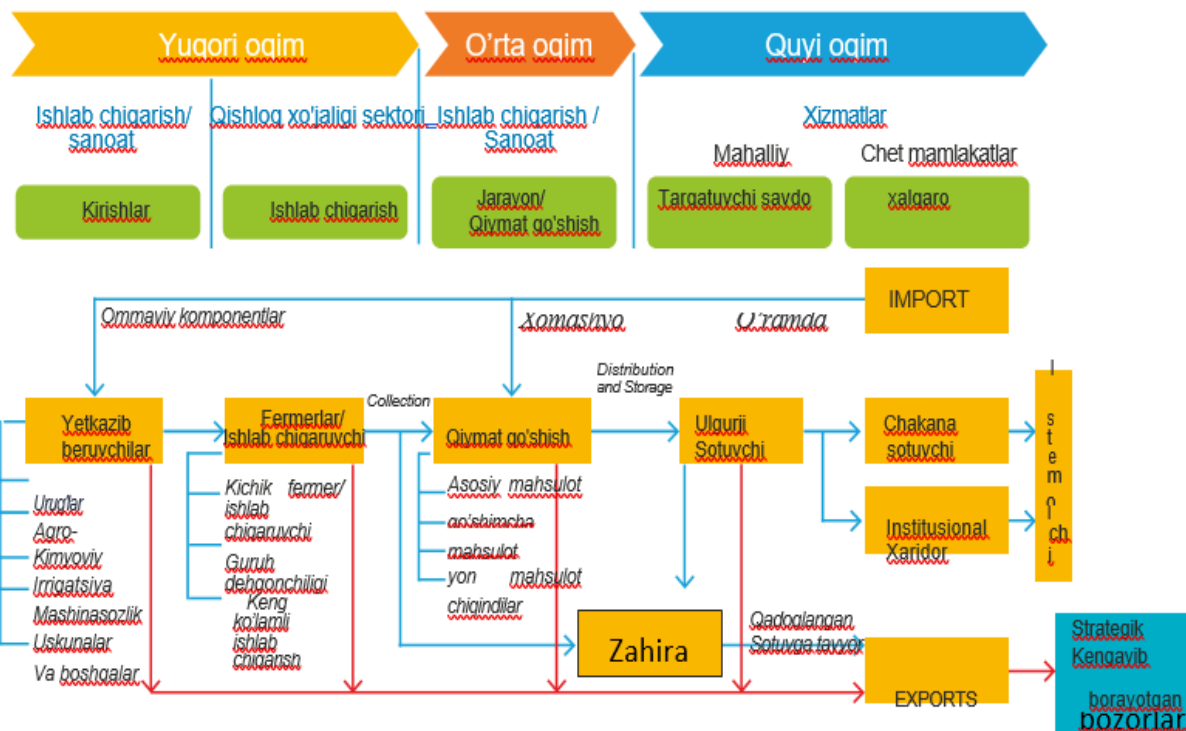 Yuqori oqim
O'rta oqim
Quyi oqim
Ishlab chiqarish/
sanoat
Qishloq xo'jaligi sektori_Ishlab chiqarish /
Sanoat
Xizmatlar
Mahalliy
Chet mamlakatlar
Kirishlar
Ishlab chiqarish
Jarayon/
Qiymat qo'shish
Tarqatuvchi savdo
xalqaro
IMPORT
Ommaviy komponentlar
Xomashyo
O'ramda
Distribution
and Storage
Collection
Yetkazib
beruvchilar
Fermerlar/
Ishlab chiqaruvchi
Qiymat qo'shish
Ulgurji
Sotuvchi
Chakana
sotuvchi
Institusional
Xaridor
I
s
t
e
m
o
l
ch
i
Urug'lar
Agro-
Kimyoviy
Irrigatsiya
Mashinasozlik
Uskunalar
Va boshqalar
Kichik fermer/
ishlab
chiqaruvchi
Guruh
dehqonchiligi
Keng
ko'lamli
ishlab
chiqarish
Asosiy mahsulot
qo'shimcha
mahsulot
yon mahsulot
chiqindilar
Zahira
Qadoqlangan
Sotuvga tayyor
EXPORTS
Strategik
Kengayib
borayotgan
bozorlar